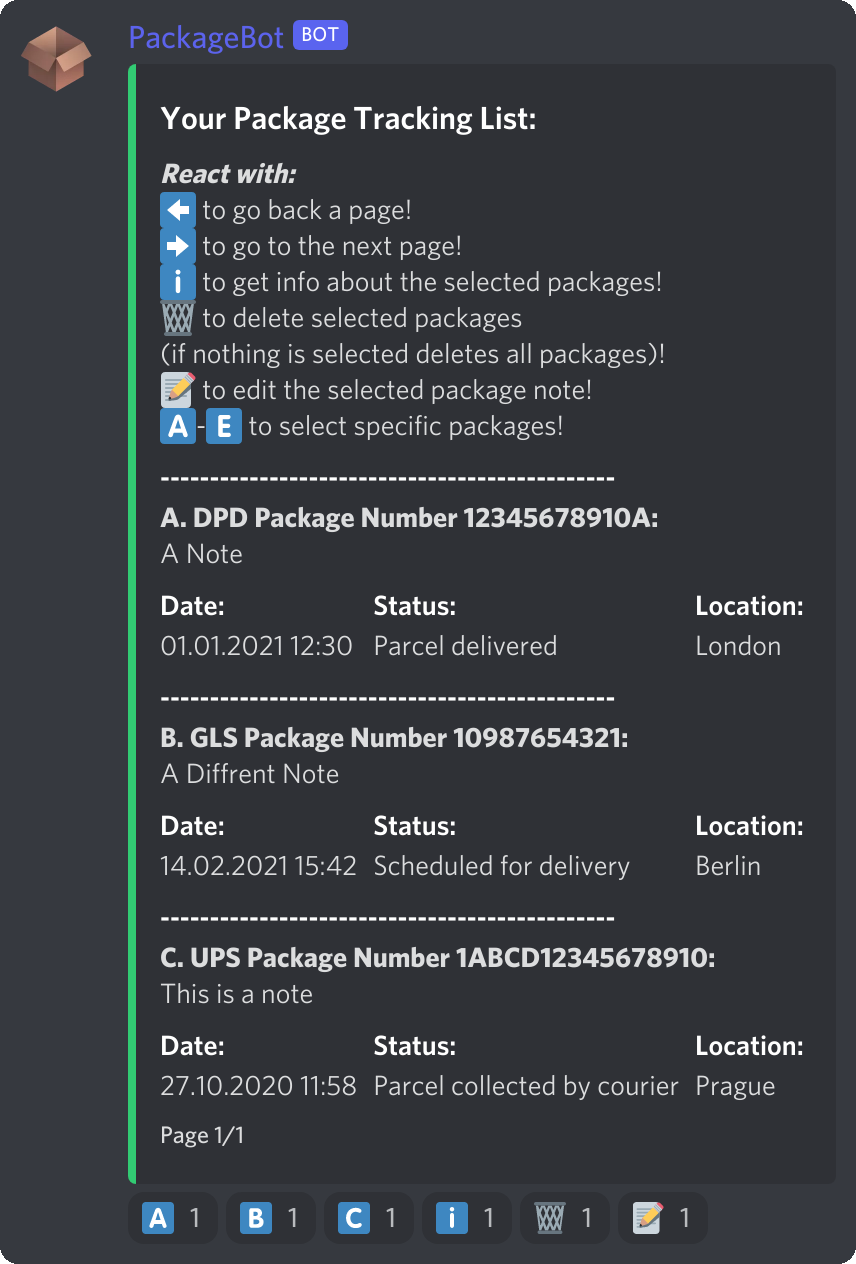 PackageBot BOT
Your Package Tracking List:
React with:
⬅ to go back a page!
➡ to go to the next page!
ℹ to get info about the selected packages!
🗑 to delete selected packages
(if nothing is selected deletes all packages)!
📝 to edit the selected package note!
A-E to select specific packages!
----------------------------------------------
A. DPD Package Number 12345678910A:
A Note
Date: Status: Location:
01.01.2021 12:30 Parcel delivered London
----------------------------------------------
B. GLS Package Number 10987654321:
A Diffrent Note
Date: Status: Location:
14.02.2021 15:42 Scheduled for delivery Berlin
----------------------------------------------
C. UPS Package Number 1ABCD12345678910:
This is a note
Date: Status: Location:
27.10.2020 11:58 Parcel collected by courier Prague
Page 1/1
A 1 B 1 C 1 ℹ 1 🗑 1 📝 1